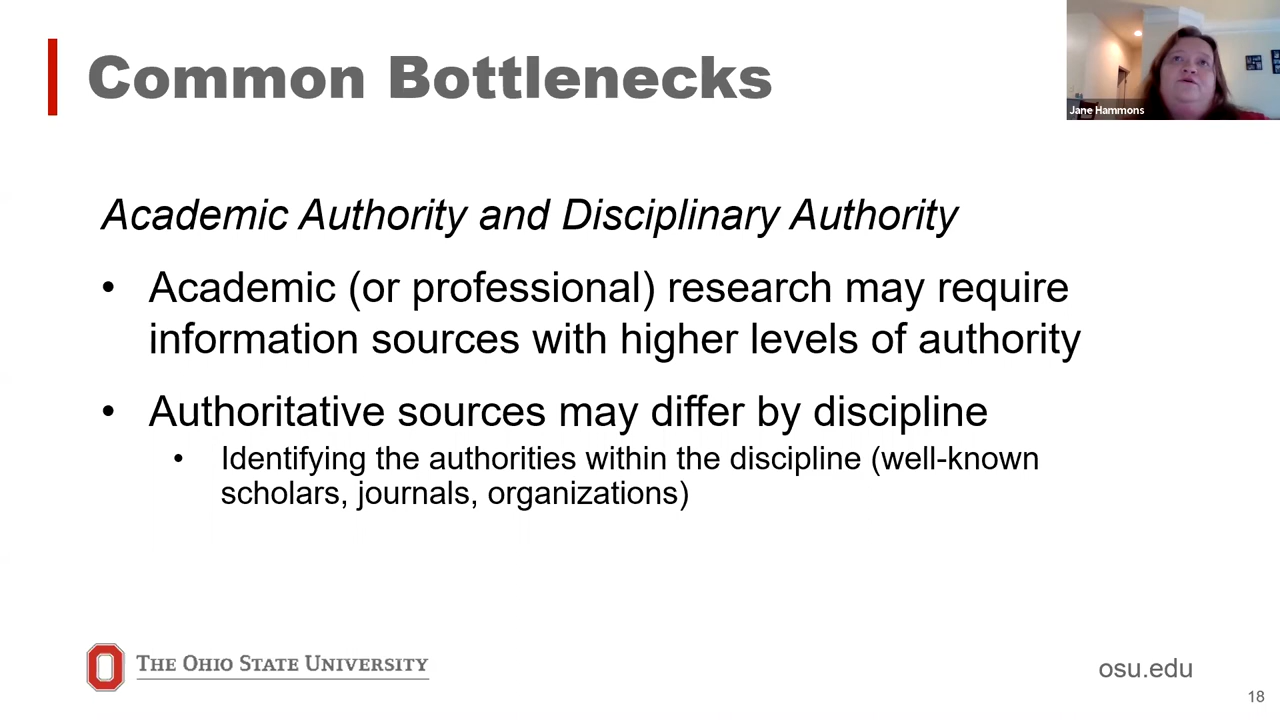 Common Bottlenecks
Jane Hammons
Academic Authority and Disciplinary Authority
• Academic (or professional) research may require
information sources with higher levels of authority
• Authoritative sources may differ by discipline
• Identifying the authorities within the discipline (well-known
scholars, journals, organizations)
THE OHIO STATE UNIVERSITY
osu.edu
18